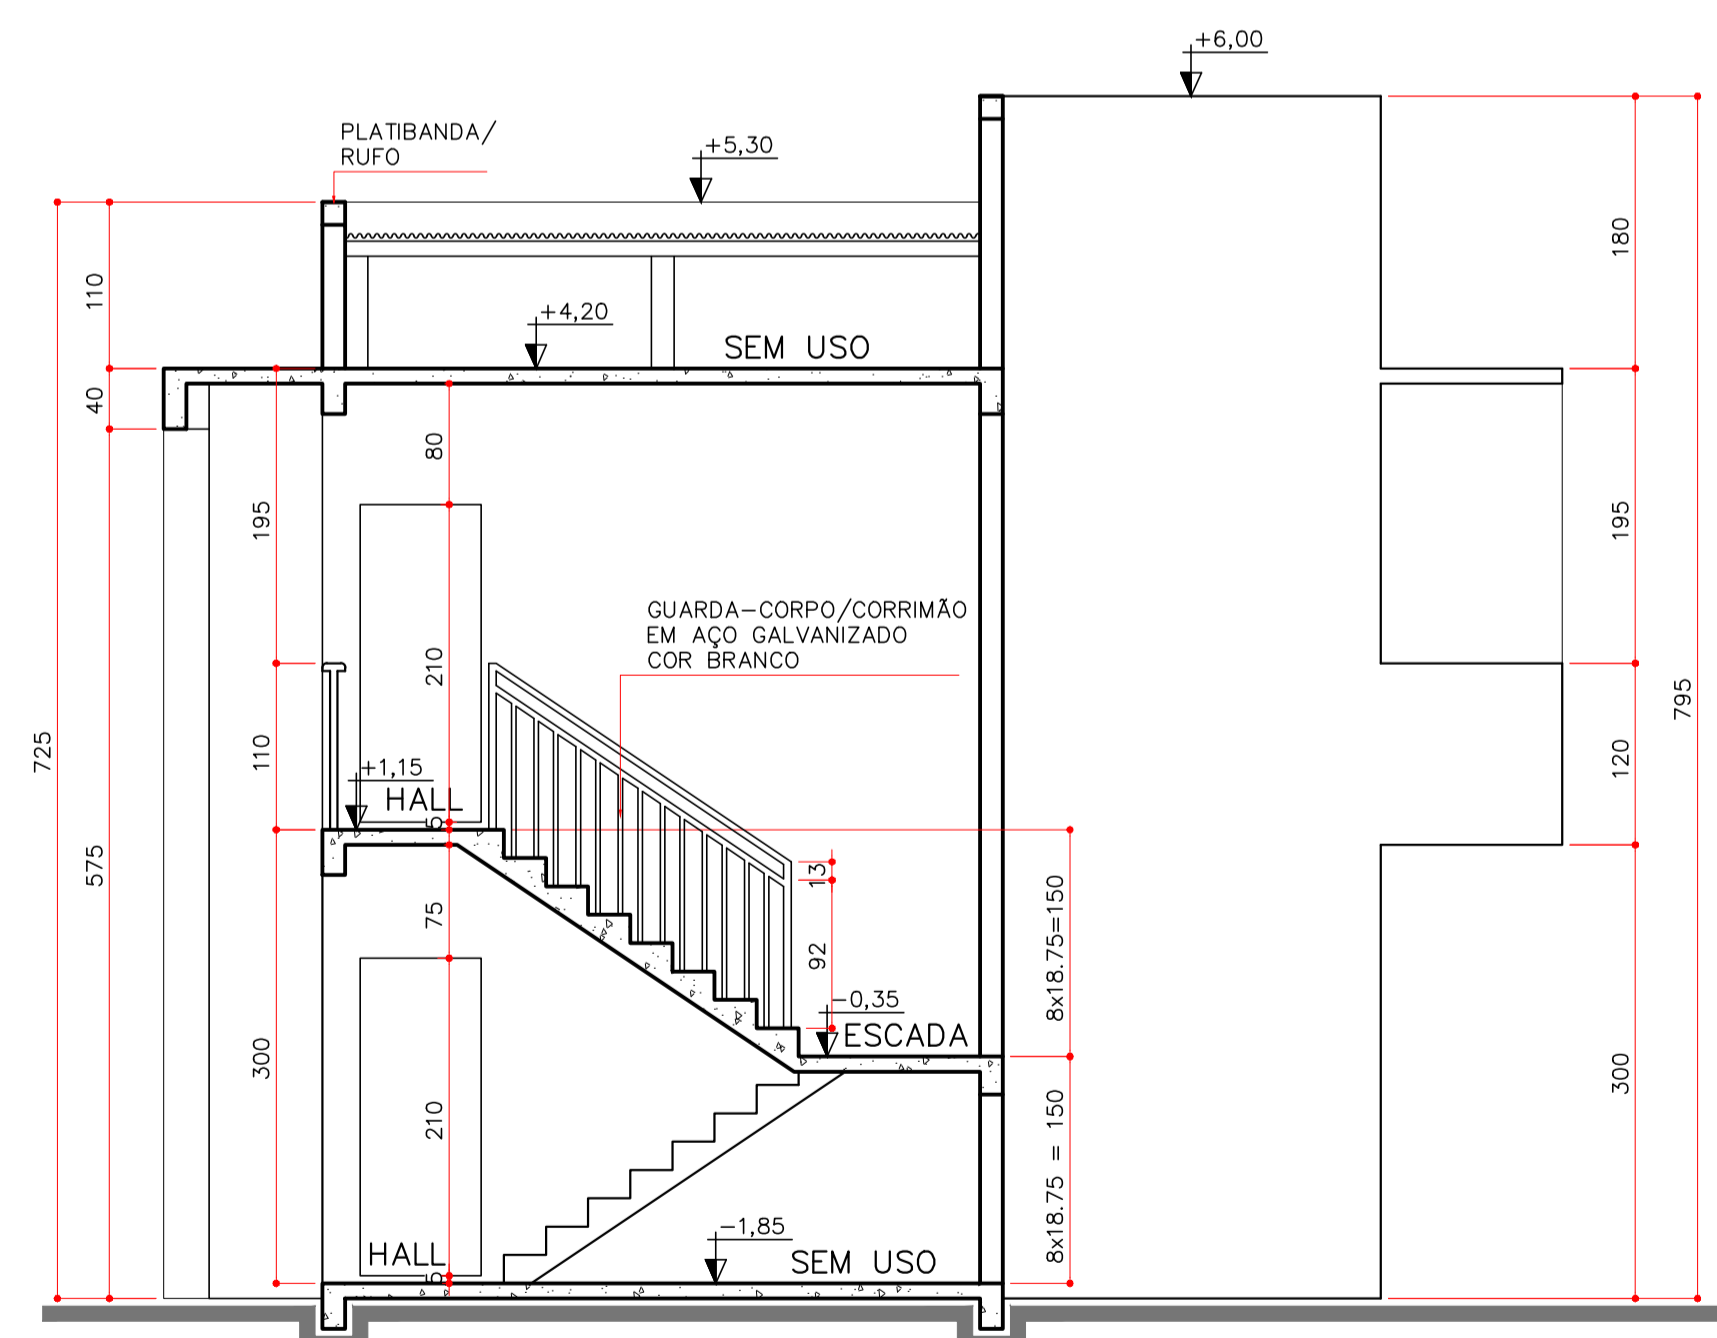 +6,00
PLATIBANDA/
RUFO
+5,30
+4,20
SEM USO
110
40
725
575
195
110
300
80
210
5
75
210
5
GUARDA-CORPO/CORRIMÃO
EM AÇO GALVANIZADO
COR BRANCO
+1,15
HALL
13
92
-0,35
ESCADA
8x18.75=150
8x18.75 = 150
HALL
-1,85
SEM USO
180
195
120
300
795